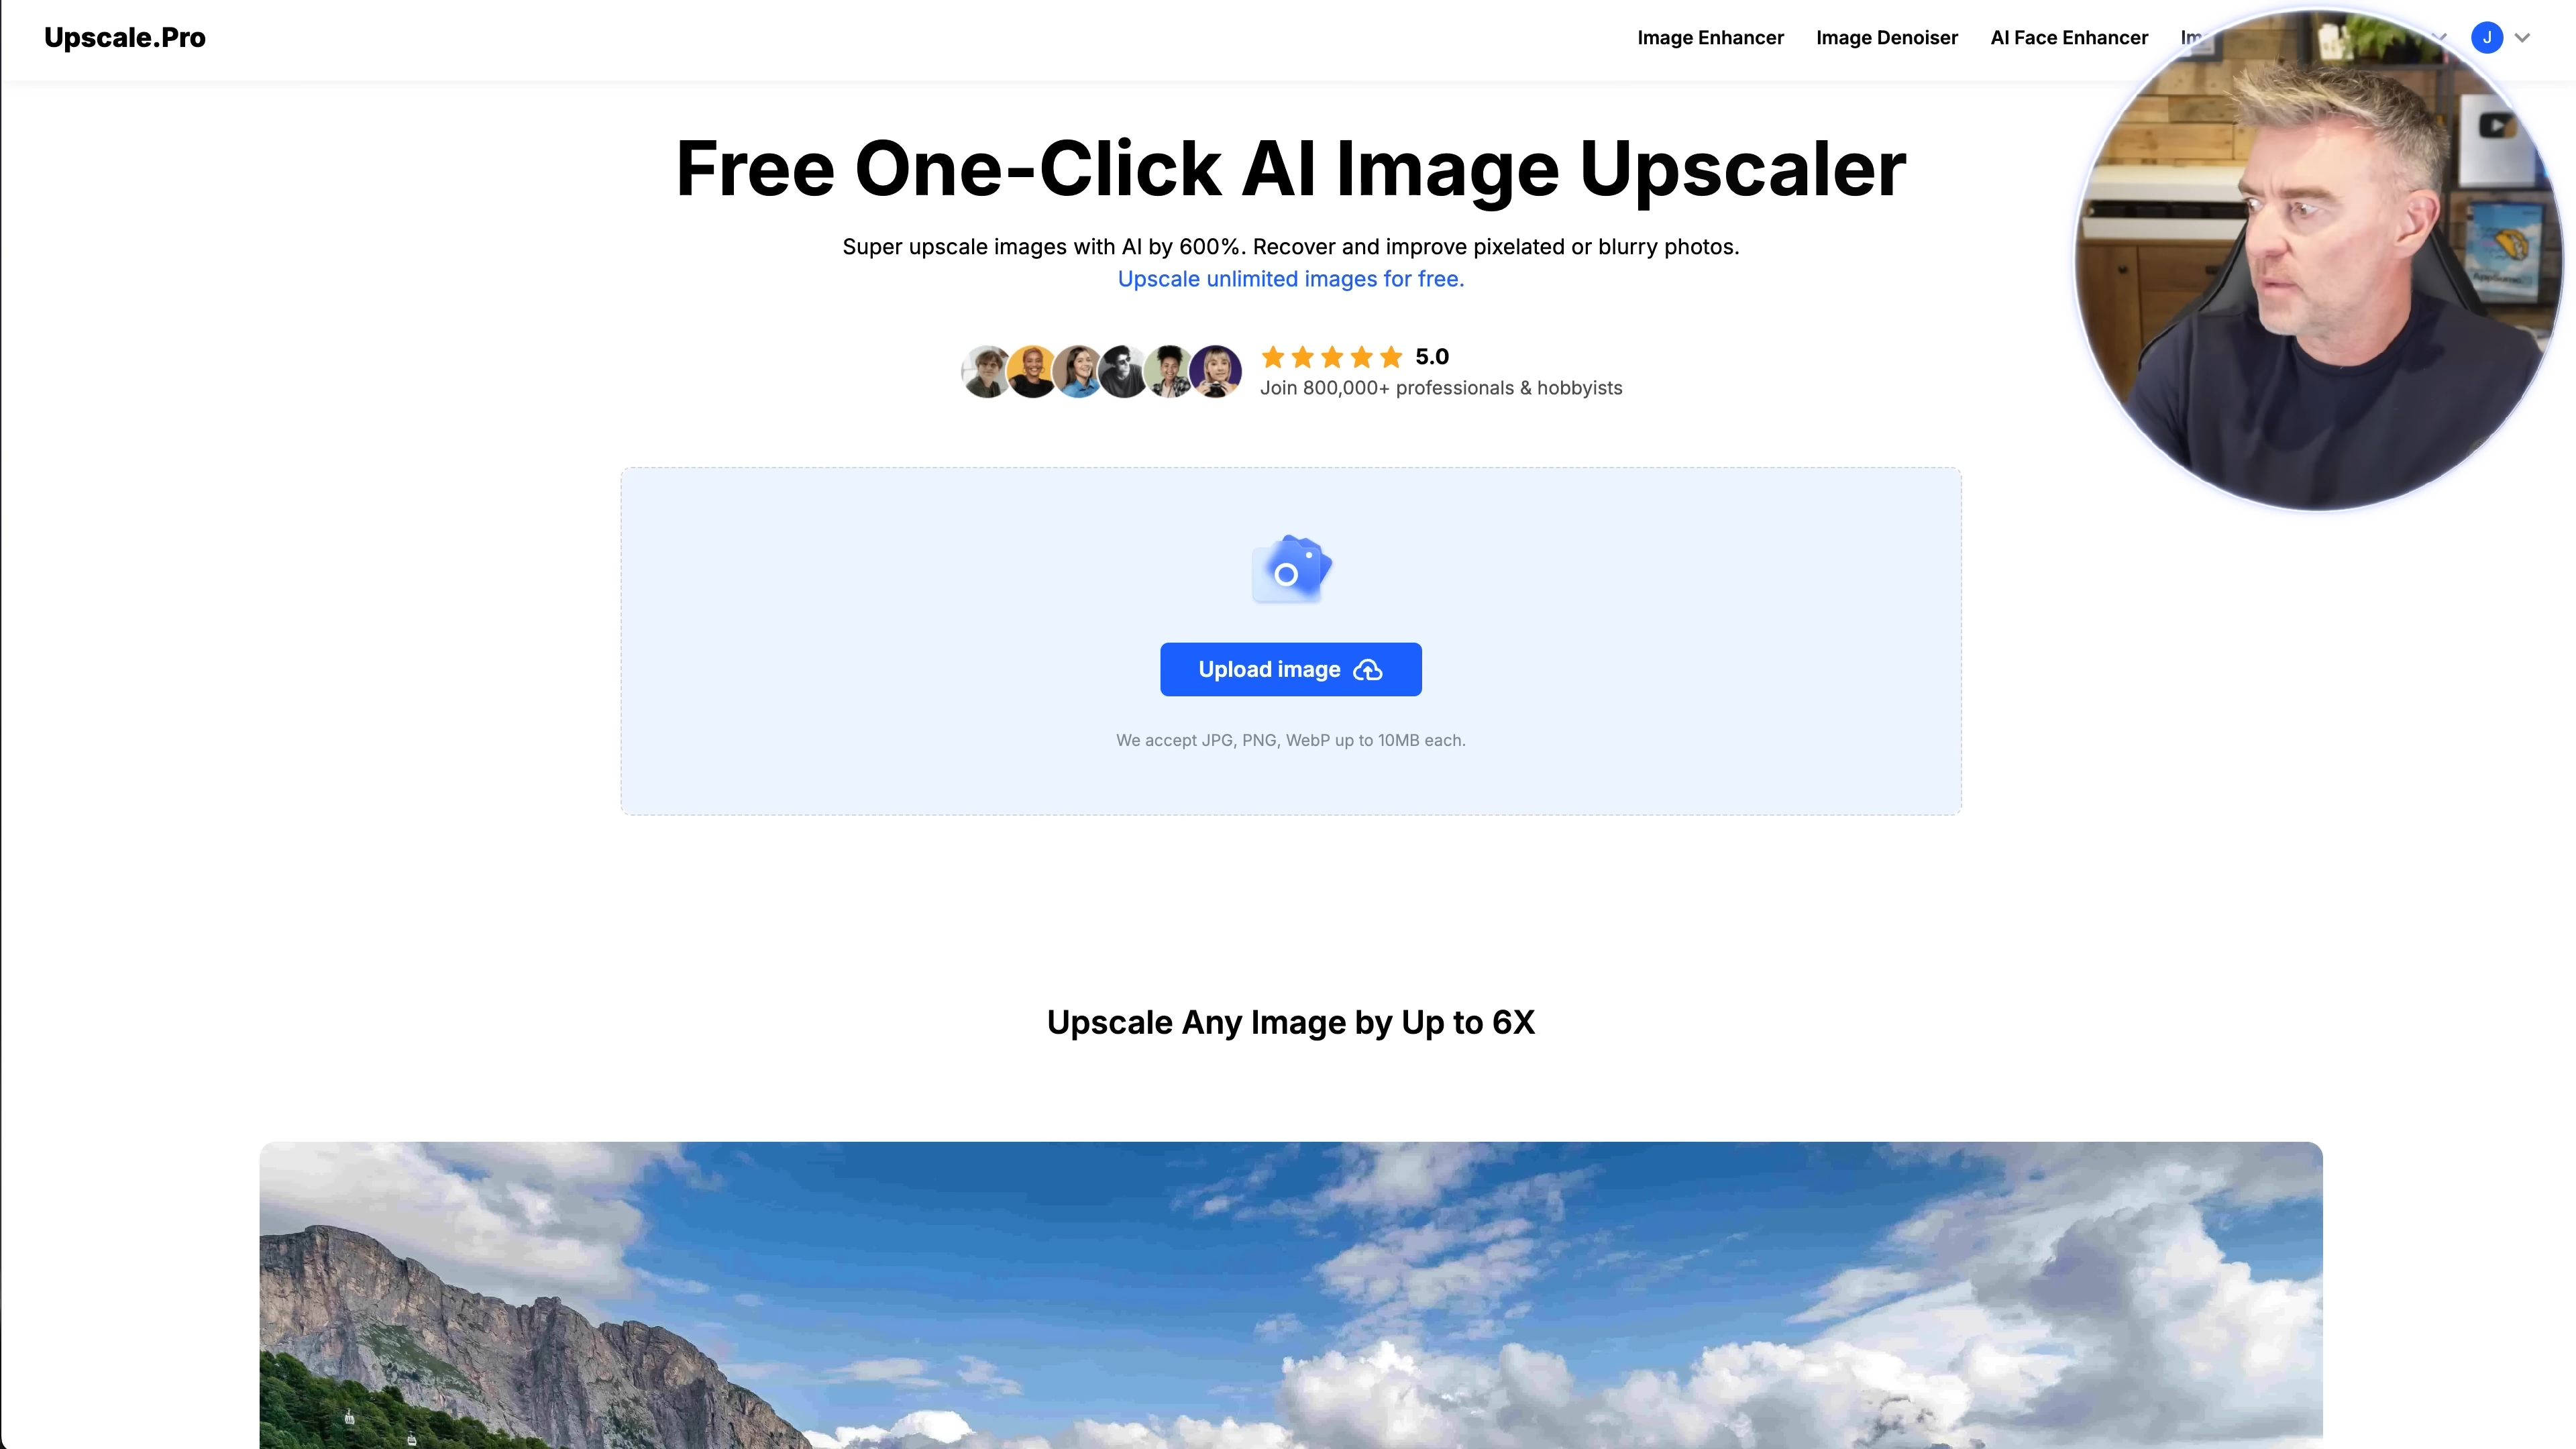 Upscale.Pro
Image Enhancer
Image Denoiser
AI Face Enhancer
J
Free One-Click AI Image Upscaler
Super upscale images with AI by 600%. Recover and improve pixelated or blurry photos.
Upscale unlimited images for free.
5.0
Join 800,000+ professionals & hobbyists
Upload image
We accept JPG, PNG, WebP up to 10MB each.
Upscale Any Image by Up to 6X